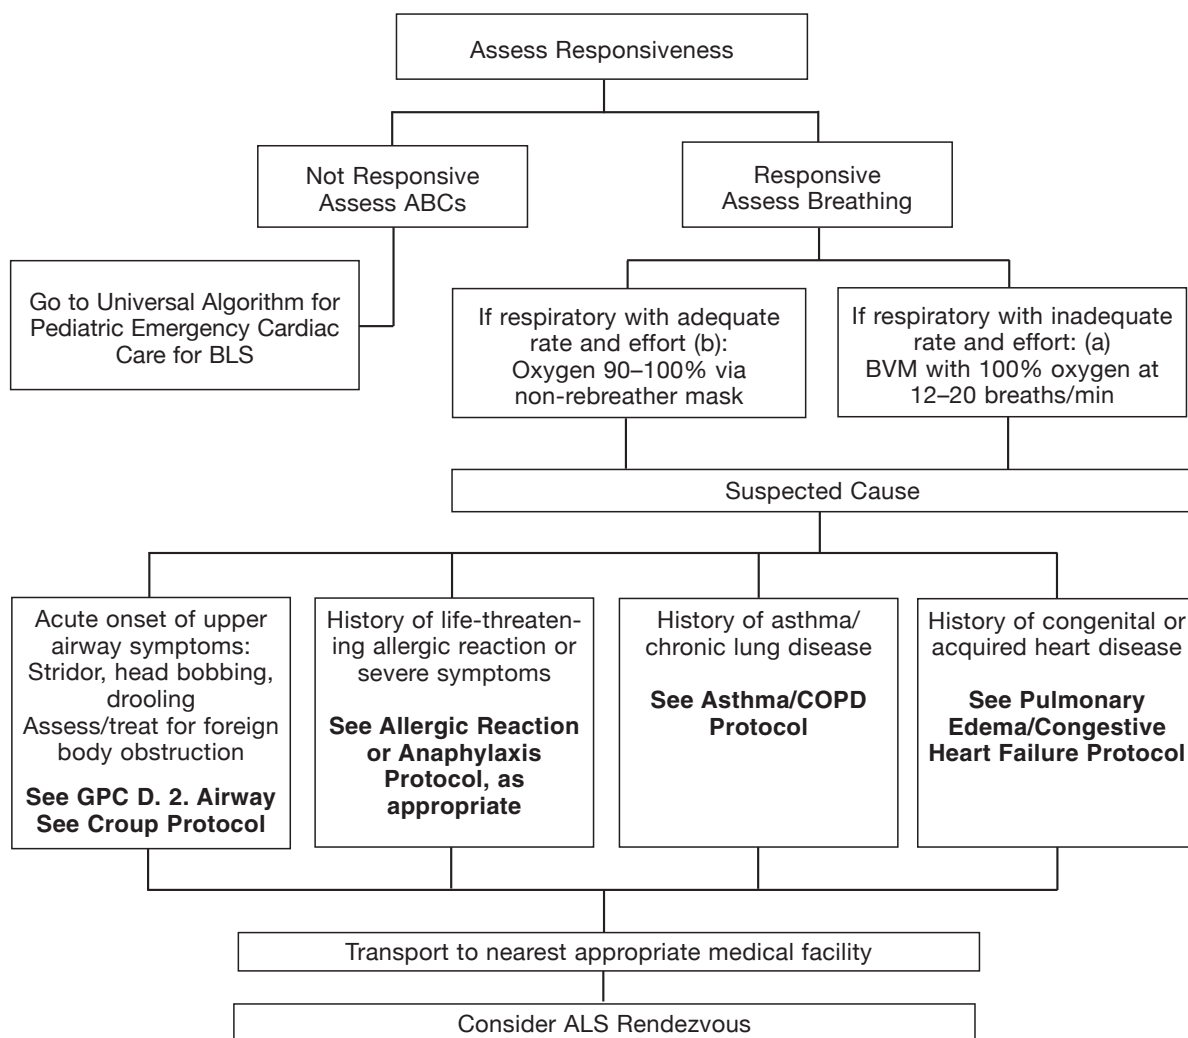 Assess Responsiveness
Not Responsive
Assess ABCs
Responsive
Assess Breathing
Go to Universal Algorithm for
Pediatric Emergency Cardiac
Care for BLS
If respiratory with adequate
rate and effort (b):
Oxygen 90–100% via
non-rebreather mask
If respiratory with inadequate
rate and effort: (a)
BVM with 100% oxygen at
12–20 breaths/min
Suspected Cause
Acute onset of upper
airway symptoms:
Stridor, head bobbing,
drooling
Assess/treat for foreign
body obstruction
See GPC D. 2. Airway
See Croup Protocol
History of life-threaten-
ing allergic reaction or
severe symptoms
See Allergic Reaction
or Anaphylaxis
Protocol, as
appropriate
History of asthma/
chronic lung disease
See Asthma/COPD
Protocol
History of congenital or
acquired heart disease
See Pulmonary
Edema/Congestive
Heart Failure Protocol
Transport to nearest appropriate medical facility
Consider ALS Rendezvous